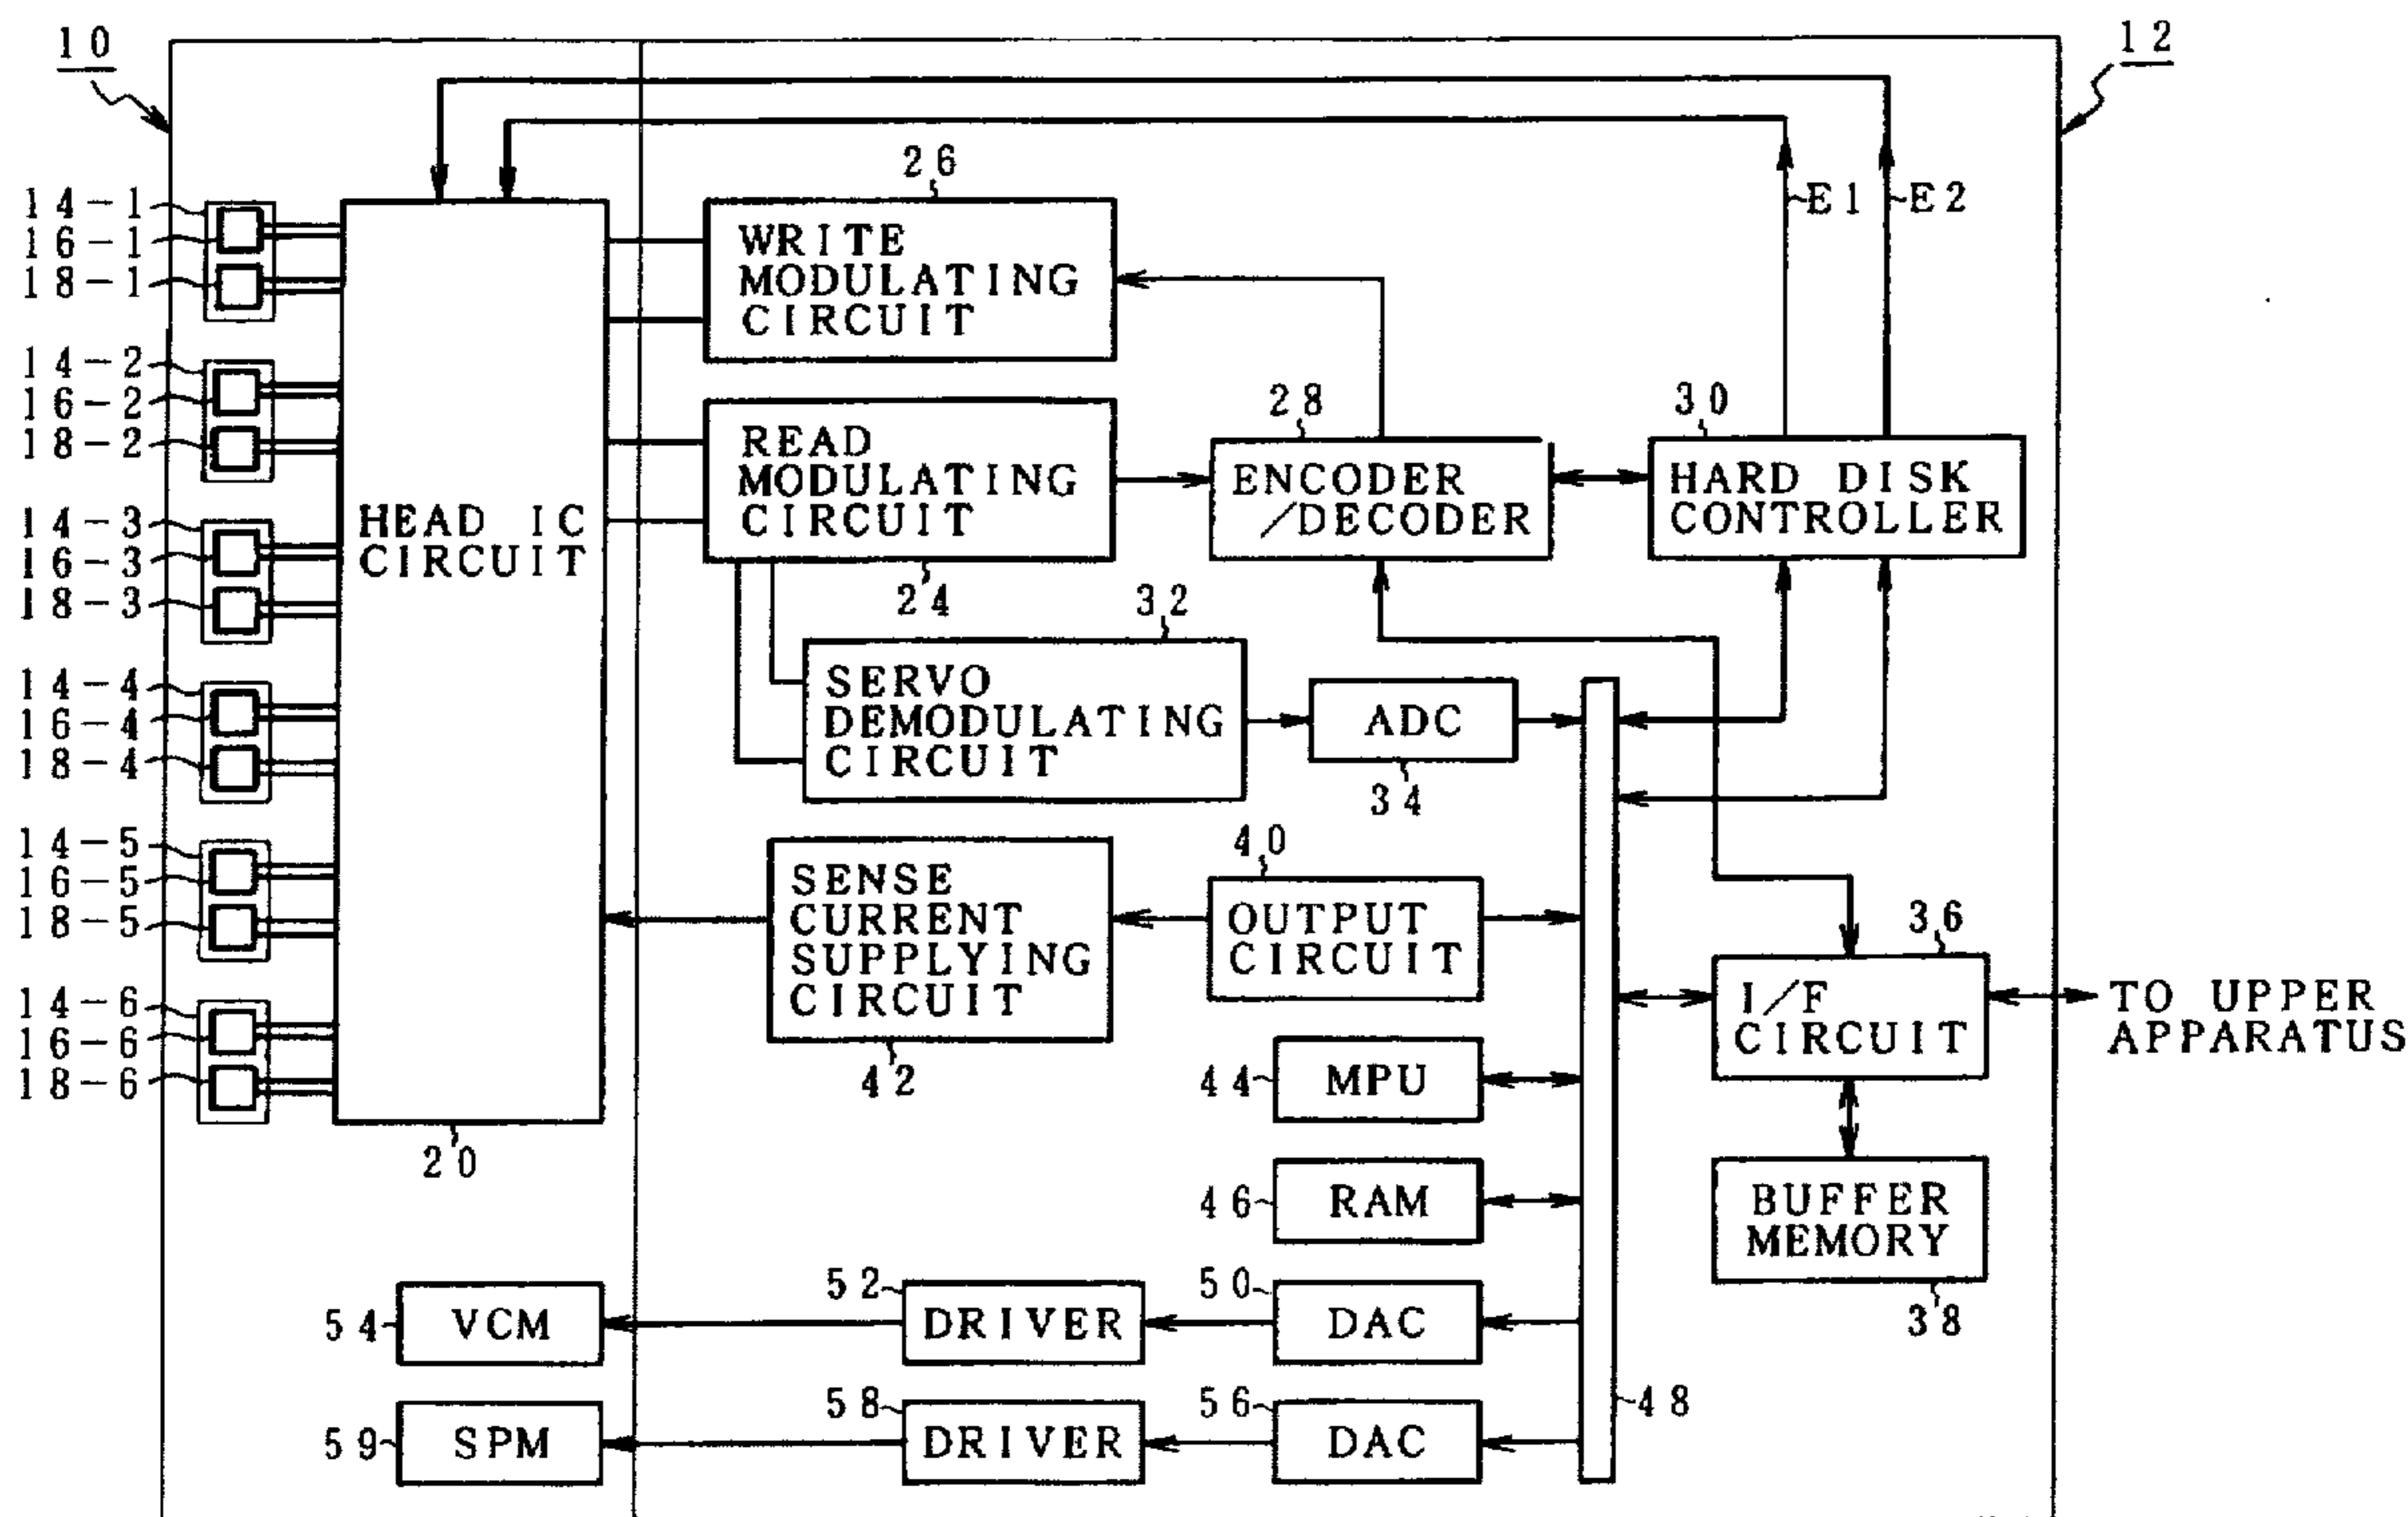 10
12
14-1
16-1
18-1
14-2
16-2
18-2
14-3
16-3
18-3
14-4
16-4
18-4
14-5
16-5
18-5
14-6
16-6
18-6
HEAD IC
CIRCUIT
20
26
WRITE
MODULATING
CIRCUIT
E1
E2
READ
MODULATING
CIRCUIT
24
28
ENCODER
/DECODER
30
HARD DISK
CONTROLLER
32
SERVO
DEMODULATING
CIRCUIT
ADC
34
SENSE
CURRENT
SUPPLYING
CIRCUIT
42
40
OUTPUT
CIRCUIT
36
I/F
CIRCUIT
TO UPPER
APPARATUS
44
MPU
46
RAM
BUFFER
MEMORY
38
54
VCM
52
DRIVER
50
DAC
59
SPM
58
DRIVER
56
DAC
48